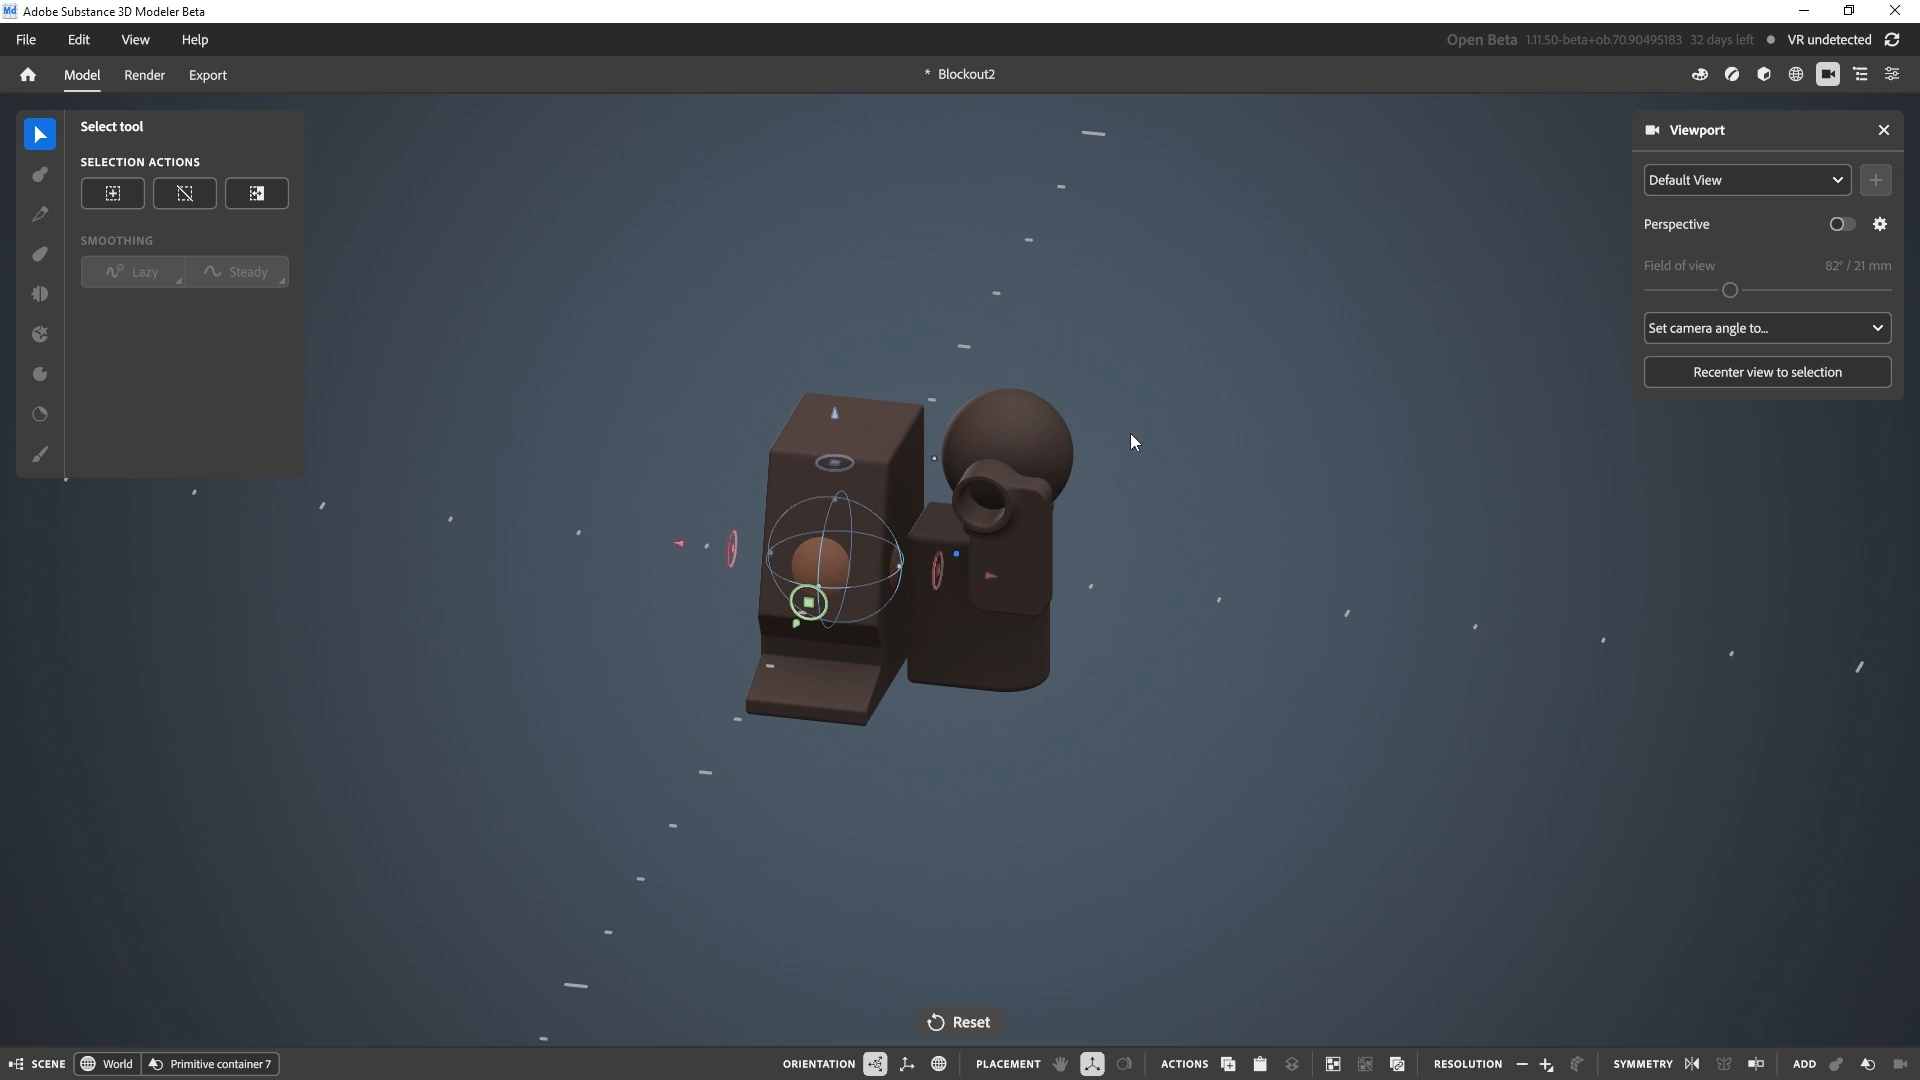 Md Adobe Substance 3D Modeler Beta
File Edit View Help
Open Beta 1.11.50-beta+ob.70.90495183 32 days left VR undetected
Model Render Export
* Blockout2
Select tool
SELECTION ACTIONS
SMOOTHING
Lazy Steady
Viewport
Default View
Perspective
Field of view 82° / 21 mm
Set camera angle to...
Recenter view to selection
Reset
SCENE World Primitive container 7 ORIENTATION PLACEMENT ACTIONS RESOLUTION SYMMETRY ADD